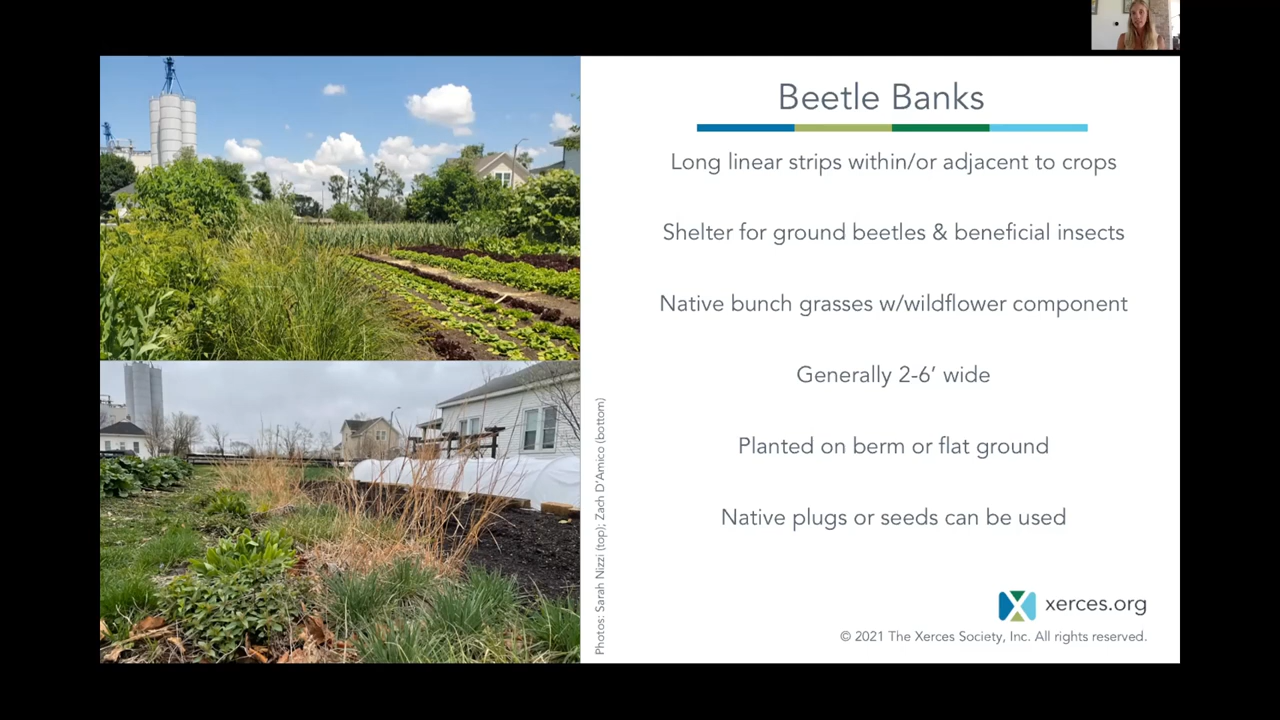 Beetle Banks
Long linear strips within/or adjacent to crops
Shelter for ground beetles & beneficial insects
Native bunch grasses w/wildflower component
Generally 2-6’ wide
Planted on berm or flat ground
Native plugs or seeds can be used
Photos: Sarah Nizzi (top); Zach D’Amico (bottom)
xerces.org
© 2021 The Xerces Society, Inc. All rights reserved.